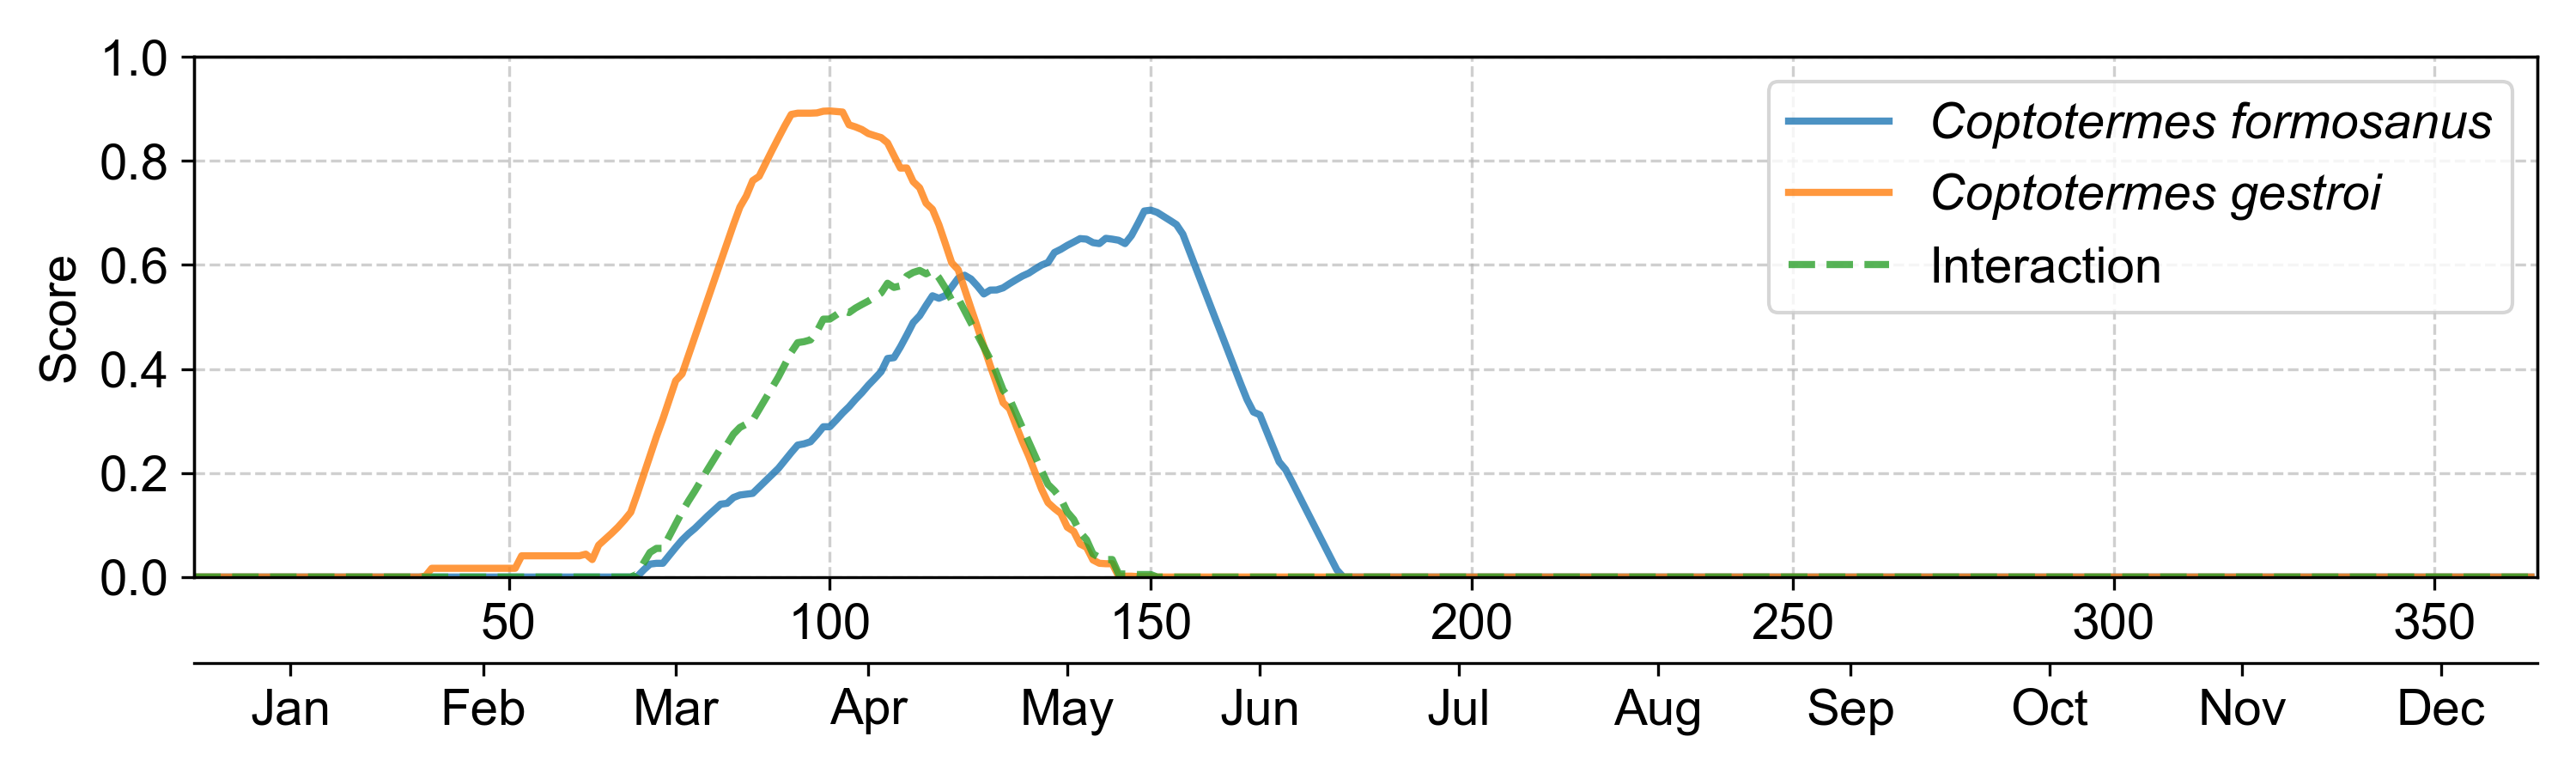 Score
1.0
0.8
0.6
0.4
0.2
0.0
Coptotermes formosanus
Coptotermes gestroi
Interaction
50 100 150 200 250 300 350
Jan Feb Mar Apr May Jun Jul Aug Sep Oct Nov Dec